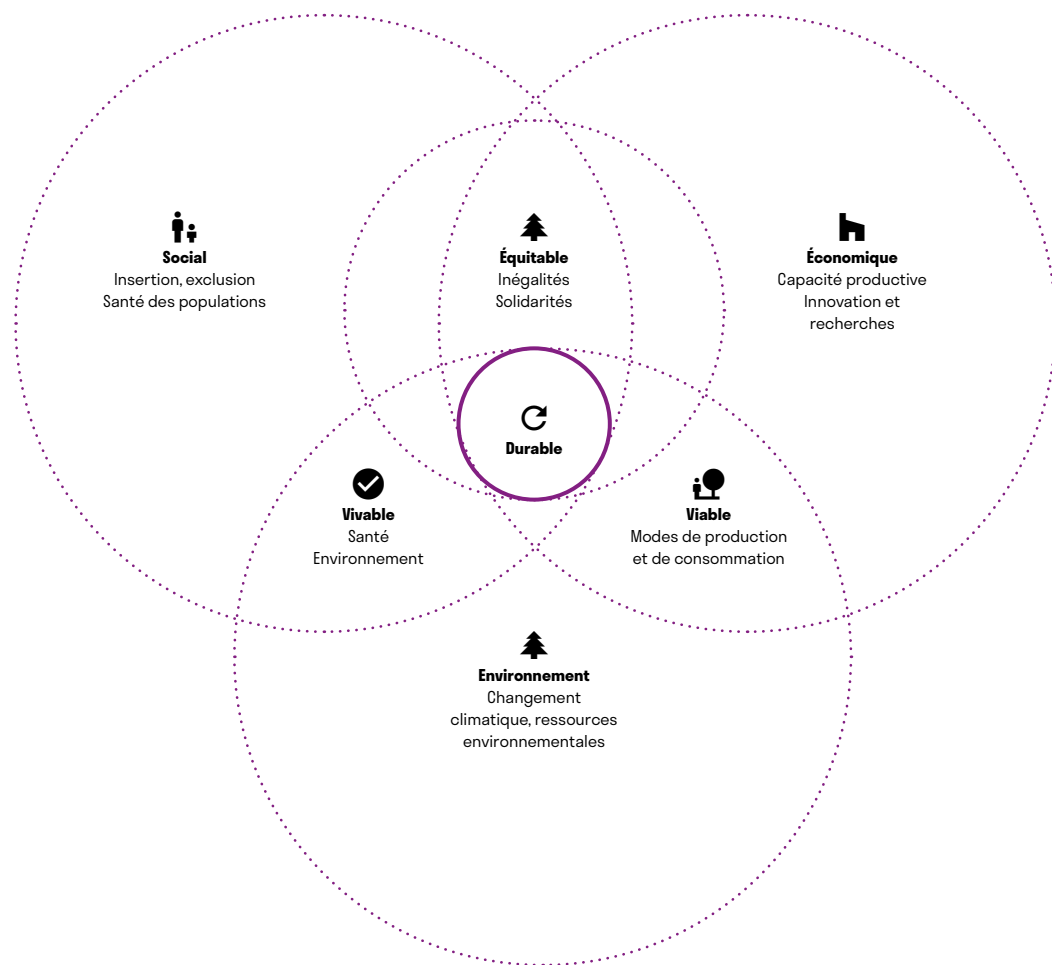 Social
Insertion, exclusion
Santé des populations
Équitable
Inégalités
Solidarités
Économique
Capacité productive
Innovation et
recherches
Durable
Vivable
Santé
Environnement
Viable
Modes de production
et de consommation
Environnement
Changement
climatique, ressources
environnementales